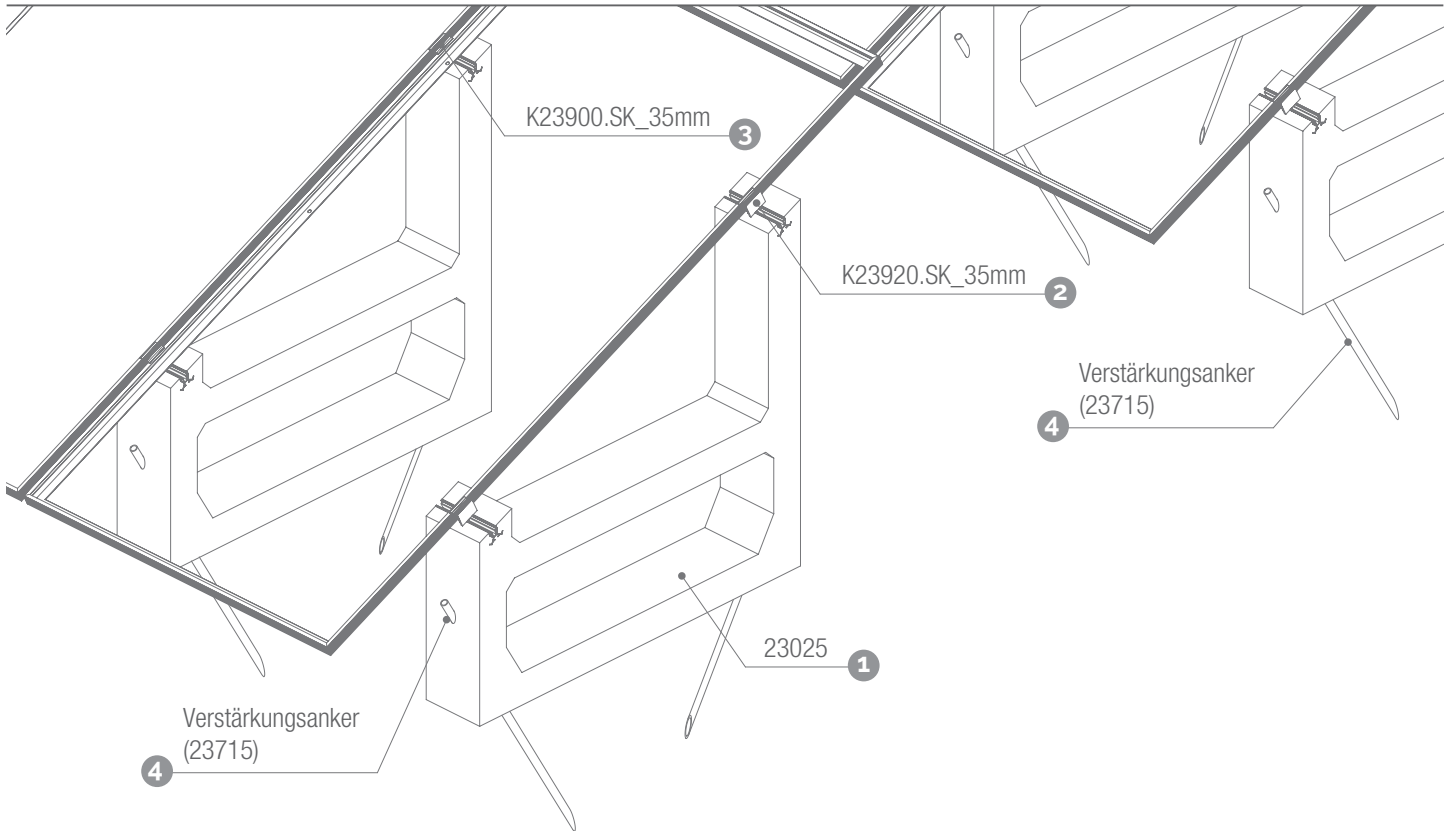 K23900.SK_35mm 3
K23920.SK_35mm 2
Verstärkungsanker
(23715)
4
23025 1
Verstärkungsanker
(23715)
4